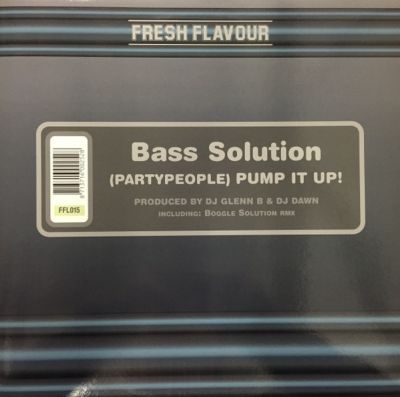 FRESH FLAVOUR
Bass Solution
(PARTYPEOPLE) PUMP IT UP!
PRODUCED BY DJ GLENN B & DJ DAWN
INCLUDING: BOGGLE SOLUTION RMX
FFL015